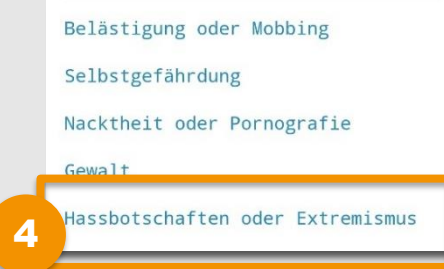 Belästigung oder Mobbing
Selbstgefährdung
Nacktheit oder Pornografie
Gewalt
4
Hassbotschaften oder Extremismus